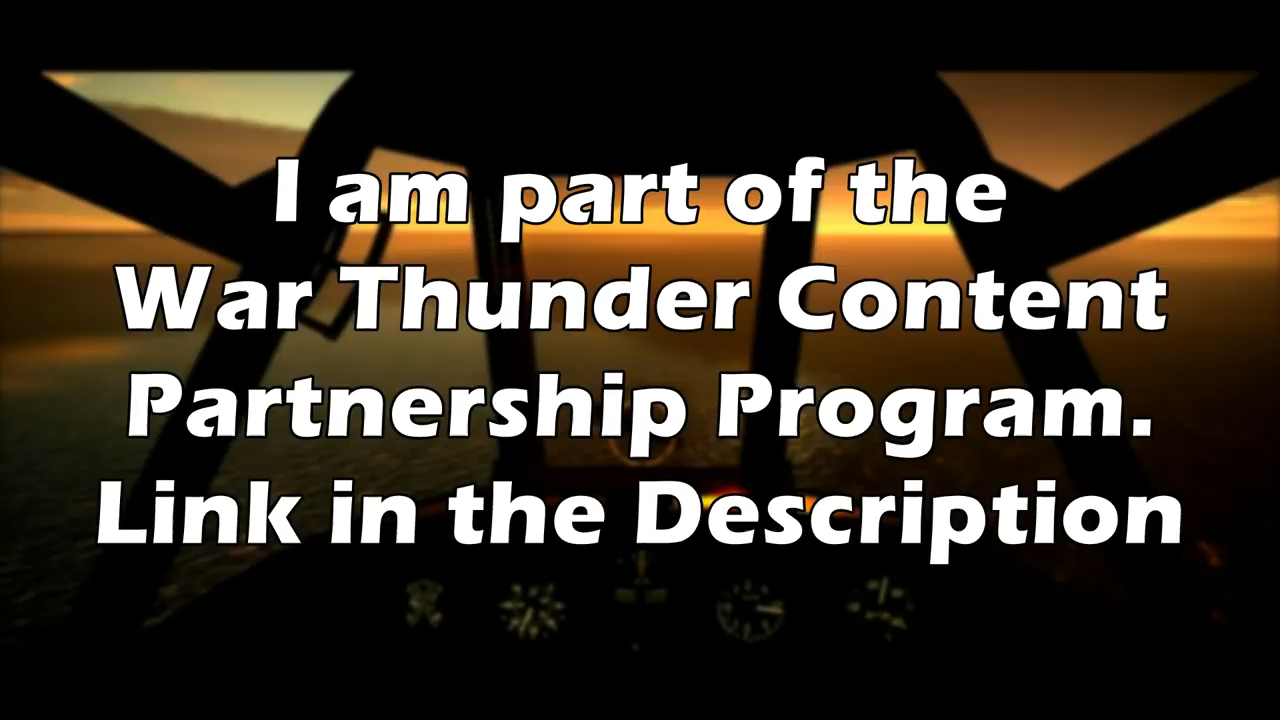 I am part of the
War Thunder Content
Partnership Program.
Link in the Description